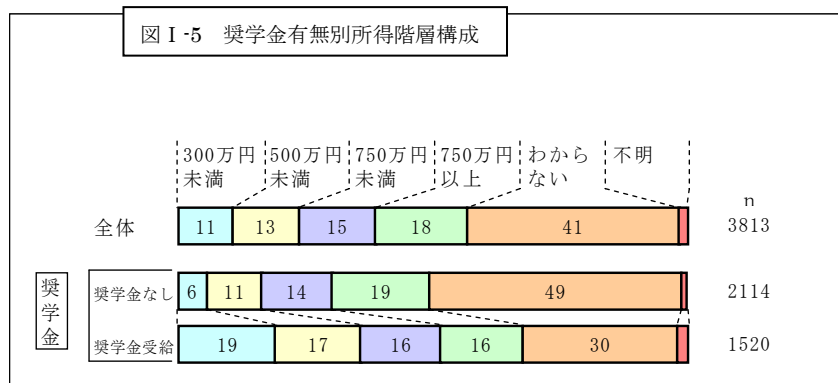 図Ⅰ-5 奨学金有無別所得階層構成
300万円未満 500万円未満 750万円未満 750万円以上 わからない 不明
n
全体 11 13 15 18 41 3813
奨学金
奨学金なし 6 11 14 19 49 2114
奨学金受給 19 17 16 16 30 1520